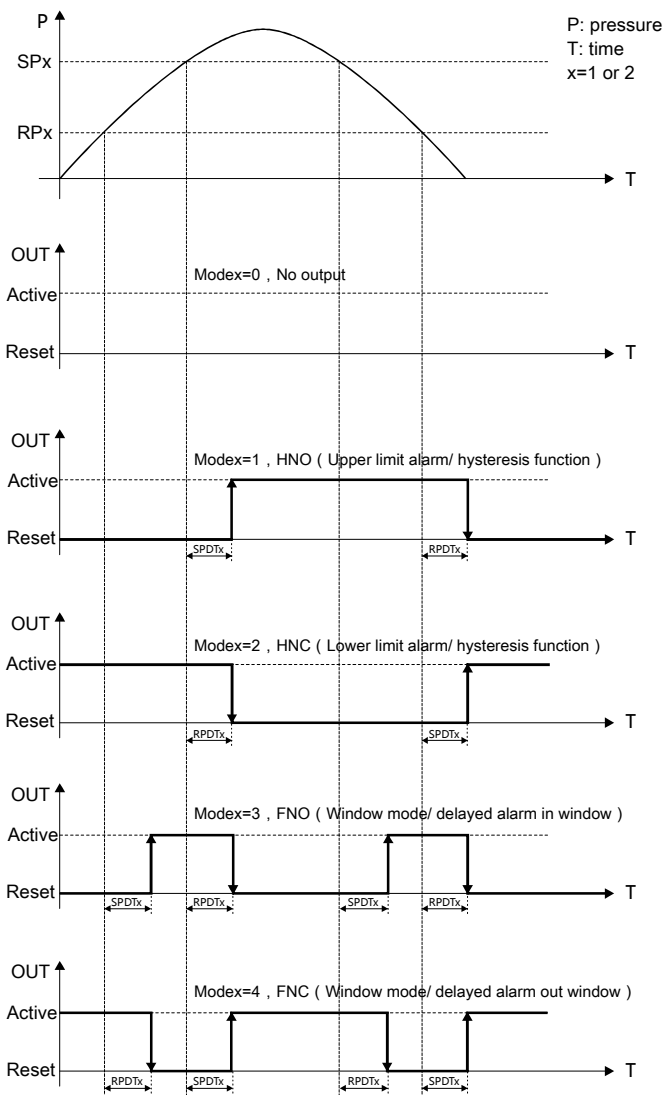 P
P: pressure
T: time
x=1 or 2
SPx
RPx
T
OUT
Modex=0 , No output
Active
Reset
T
OUT
Modex=1 , HNO ( Upper limit alarm/ hysteresis function )
Active
Reset
T
SPDTx
RPDTx
OUT
Modex=2 , HNC ( Lower limit alarm/ hysteresis function )
Active
Reset
T
RPDTx
SPDTx
OUT
Modex=3 , FNO ( Window mode/ delayed alarm in window )
Active
Reset
T
SPDTx
RPDTx
SPDTx
RPDTx
OUT
Modex=4 , FNC ( Window mode/ delayed alarm out window )
Active
Reset
T
RPDTx
SPDTx
RPDTx
SPDTx